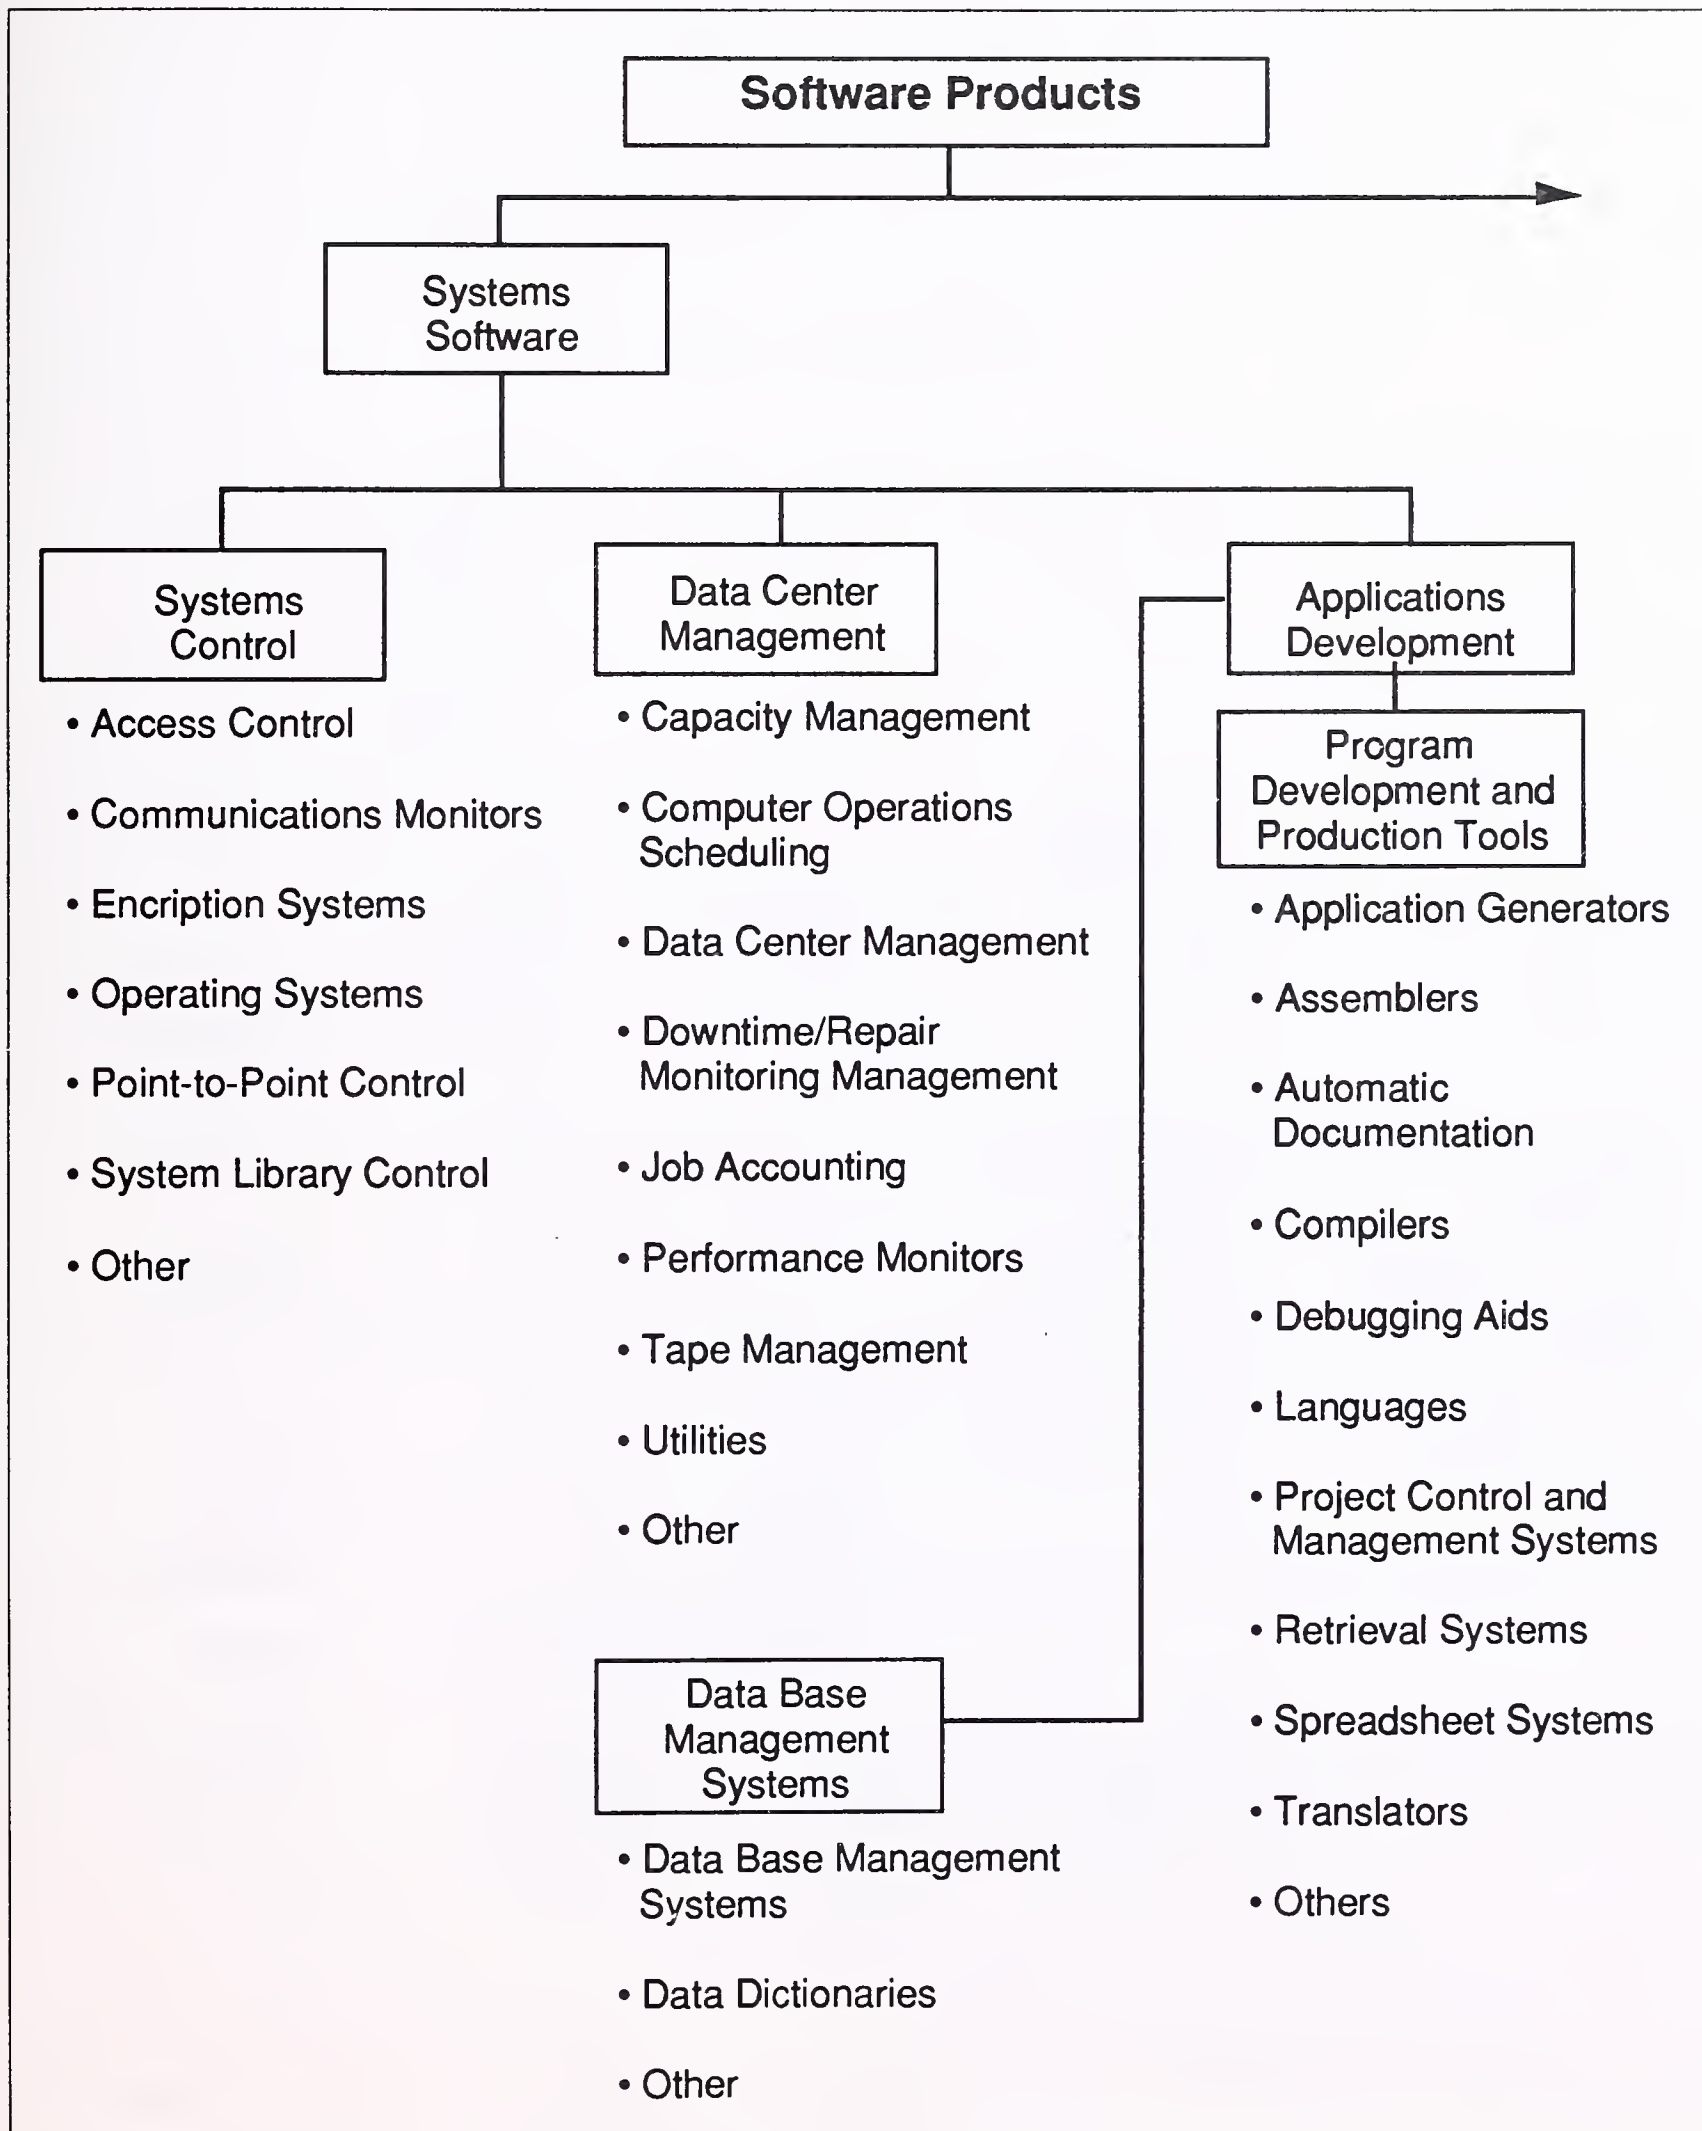 Software Products
Systems
Software
Systems
Control
• Access Control
• Communications Monitors
• Encription Systems
• Operating Systems
• Point-to-Point Control
• System Library Control
• Other
Data Center
Management
• Capacity Management
• Computer Operations
Scheduling
• Data Center Management
• Downtime/Repair
Monitoring Management
• Job Accounting
• Performance Monitors
• Tape Management
• Utilities
• Other
Data Base
Management
Systems
• Data Base Management
Systems
• Data Dictionaries
• Other
Applications
Development
Program
Development and
Production Tools
• Application Generators
• Assemblers
• Automatic
Documentation
• Compilers
• Debugging Aids
• Languages
• Project Control and
Management Systems
• Retrieval Systems
• Spreadsheet Systems
• Translators
• Others